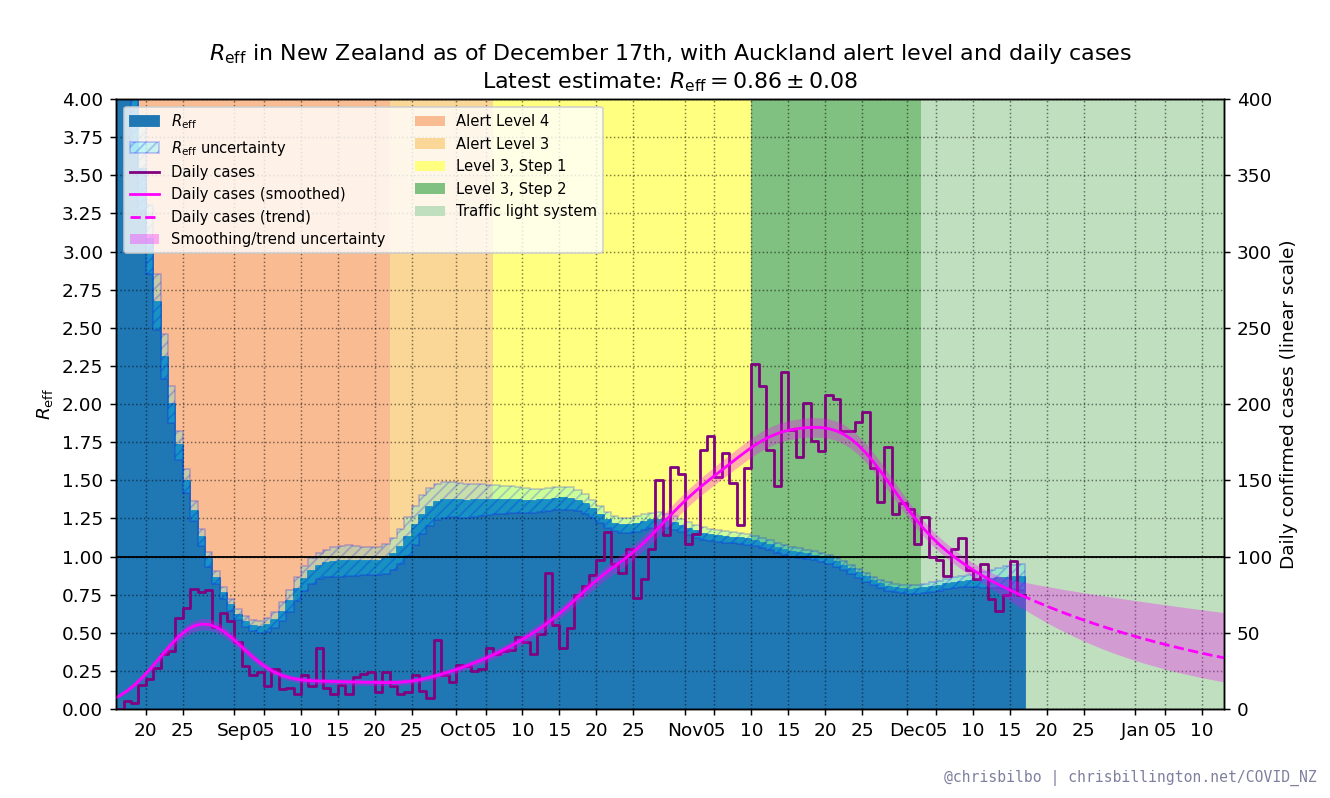 Reff in New Zealand as of December 17th, with Auckland alert level and daily cases
Latest estimate: Reff = 0.86 ± 0.08
Reff
Reff uncertainty
Daily cases
Daily cases (smoothed)
Daily cases (trend)
Smoothing/trend uncertainty
Alert Level 4
Alert Level 3
Level 3, Step 1
Level 3, Step 2
Traffic light system
Reff
4.00
3.75
3.50
3.25
3.00
2.75
2.50
2.25
2.00
1.75
1.50
1.25
1.00
0.75
0.50
0.25
0.00
400
350
300
250
200
150
100
50
0
Daily confirmed cases (linear scale)
20 25 Sep 05 10 15 20 25 Oct 05 10 15 20 25 Nov 05 10 15 20 25 Dec 05 10 15 20 25 Jan 05 10
@chrisbilbo | chrisbillington.net/COVID_NZ